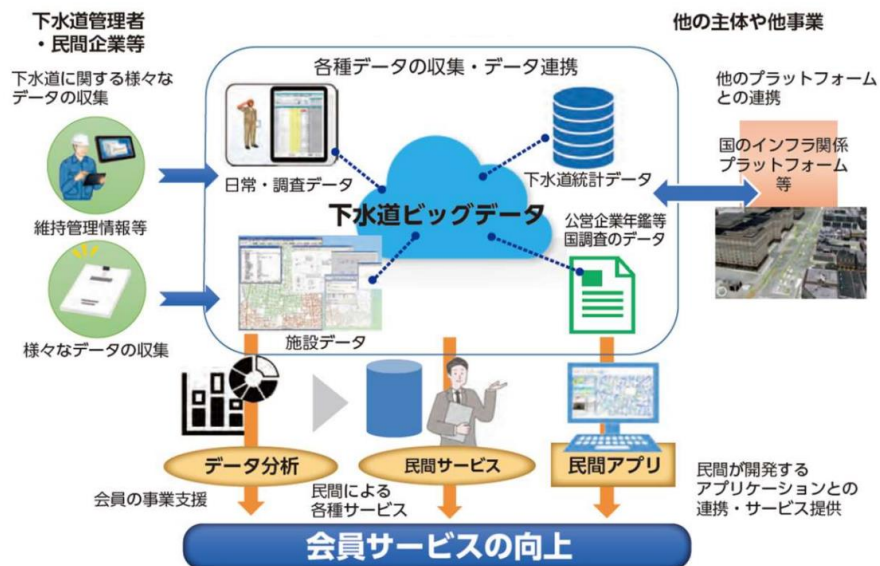 下水道管理者
・民間企業等
下水道に関する様々な
データの収集
維持管理情報等
様々なデータの収集
各種データの収集・データ連携
日常・調査データ
下水道統計データ
下水道ビッグデータ
公営企業年鑑等
国調査のデータ
施設データ
他の主体や他事業
他のプラットフォーム
との連携
国のインフラ関係
プラットフォーム
等
データ分析
民間サービス
民間アプリ
会員の事業支援
民間による
各種サービス
民間が開発する
アプリケーションとの
連携・サービス提供
会員サービスの向上